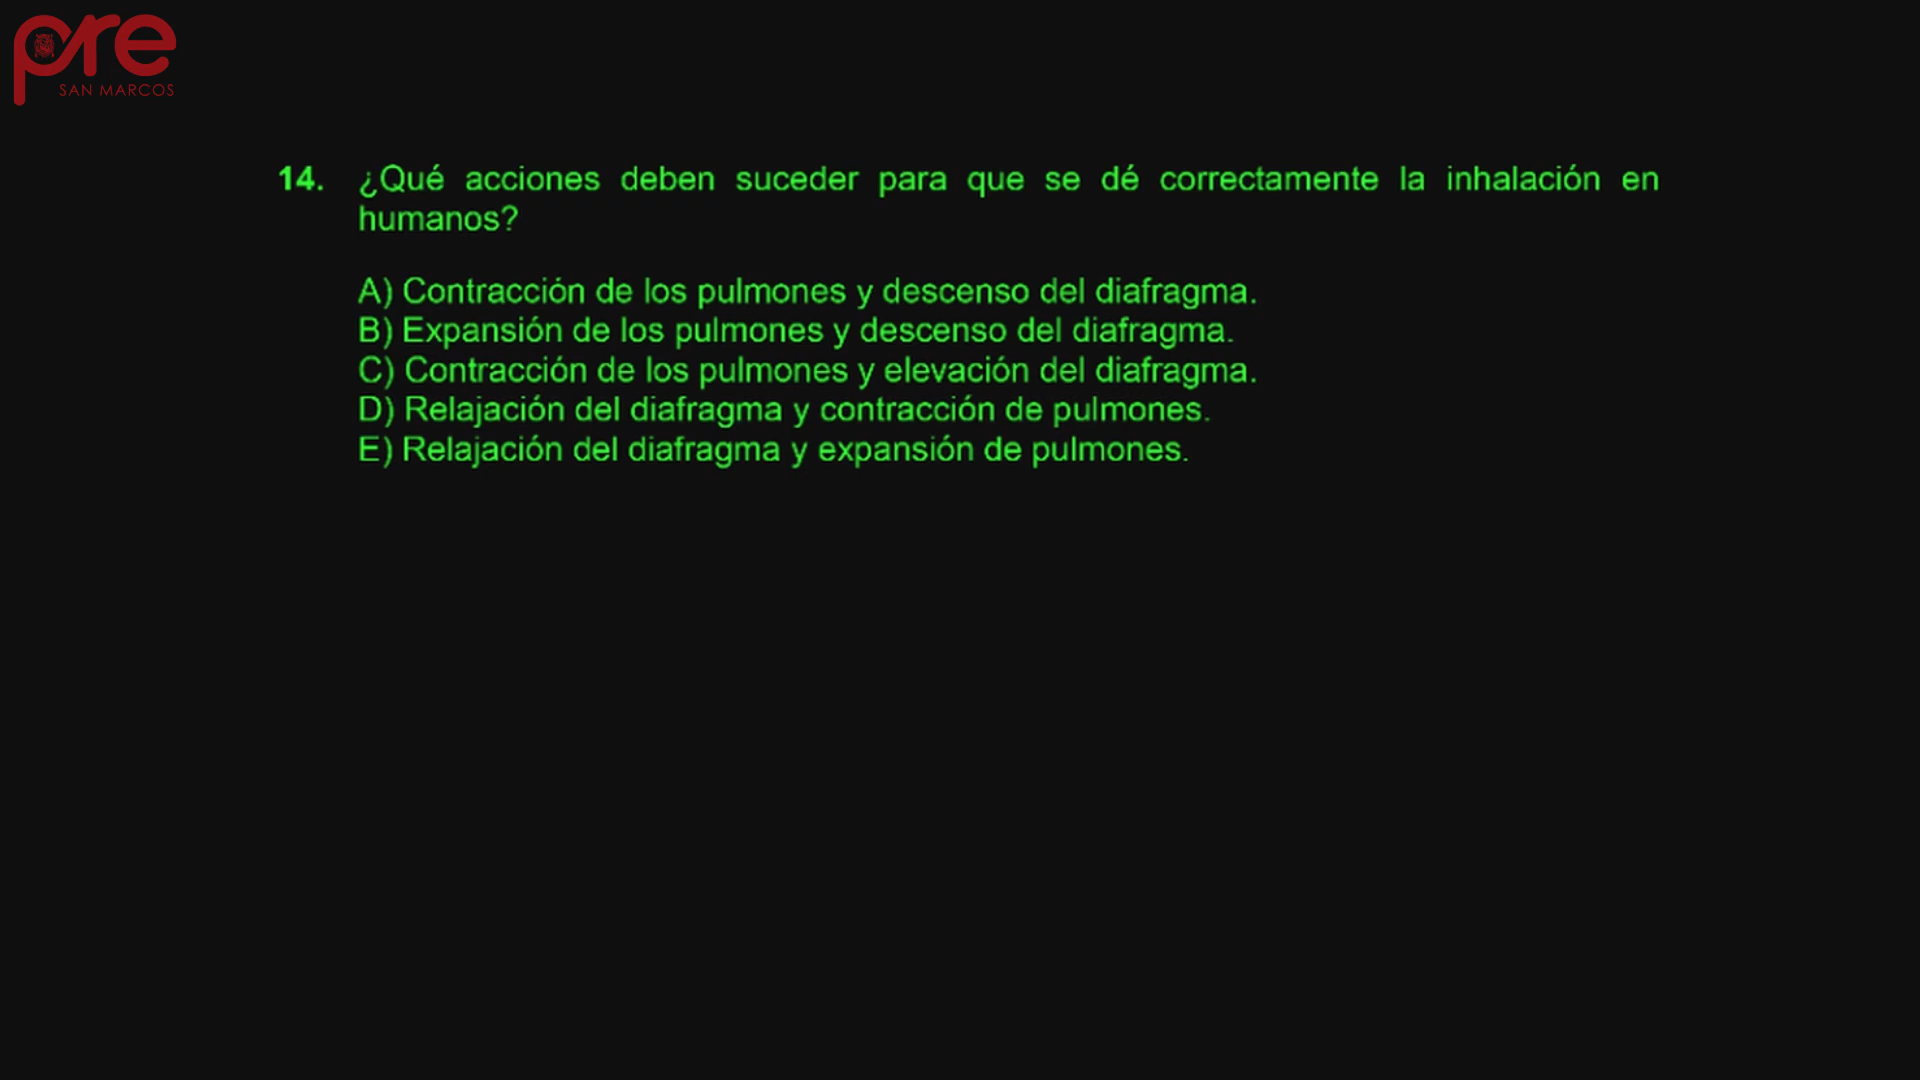 pre
SAN MARCOS
14. ¿Qué acciones deben suceder para que se dé correctamente la inhalación en
humanos?
A) Contracción de los pulmones y descenso del diafragma.
B) Expansión de los pulmones y descenso del diafragma.
C) Contracción de los pulmones y elevación del diafragma.
D) Relajación del diafragma y contracción de pulmones.
E) Relajación del diafragma y expansión de pulmones.